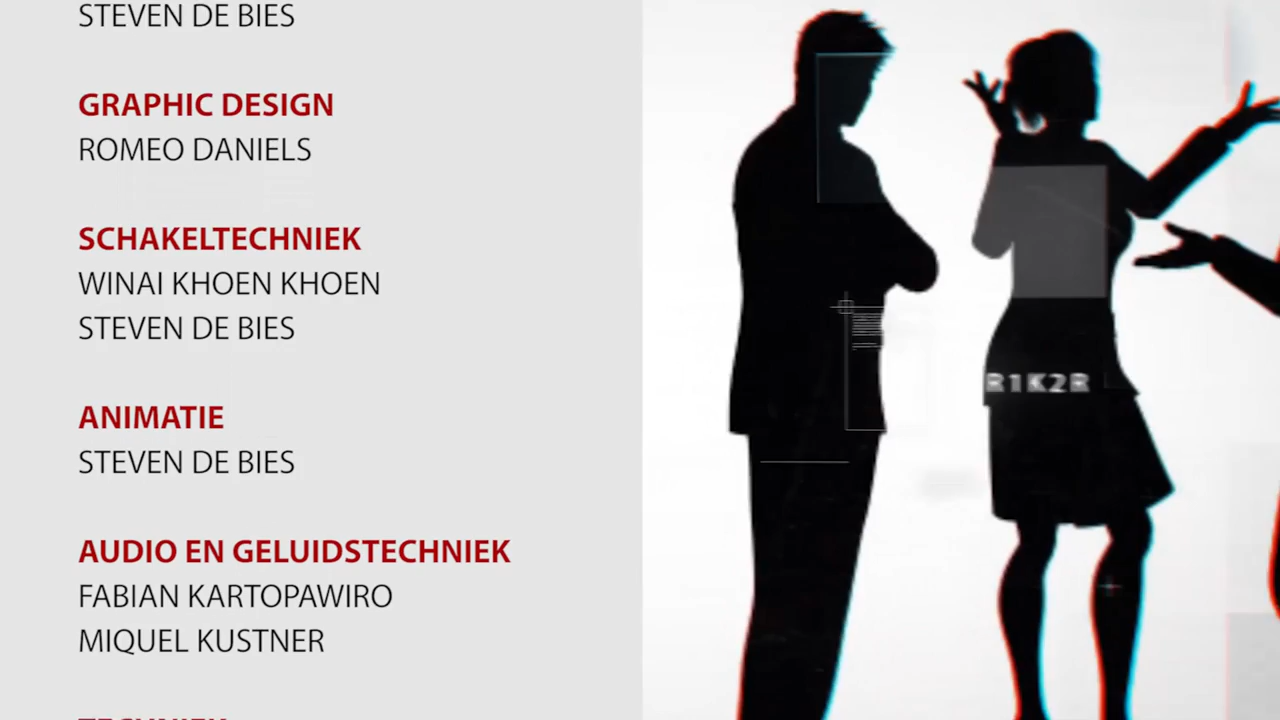 STEVEN DE BIES
GRAPHIC DESIGN
ROMEO DANIELS
SCHAKELTECHNIEK
WINAI KHOEN KHOEN
STEVEN DE BIES
ANIMATIE
STEVEN DE BIES
AUDIO EN GELUIDSTECHNIEK
FABIAN KARTOPAWIRO
MIQUEL KUSTNER
TECHNIEK
R1K2R